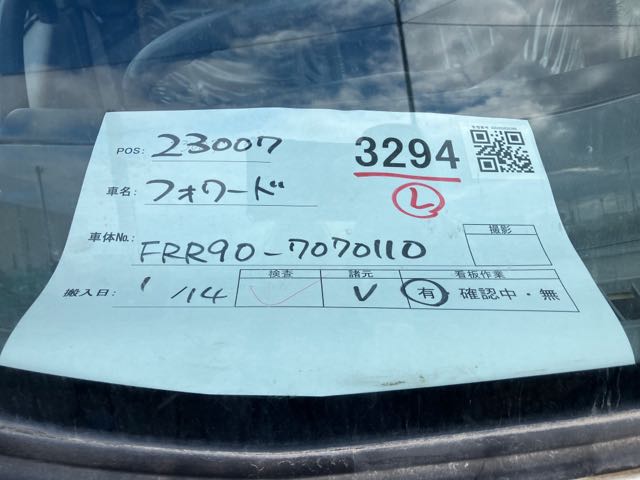 POS: 23007
3294
L
車名: フォワード
車体No. FRR90-7070110
撮影
搬入日: 1/14
検査 諸元 看板作業
✓ V 有・確認中・無